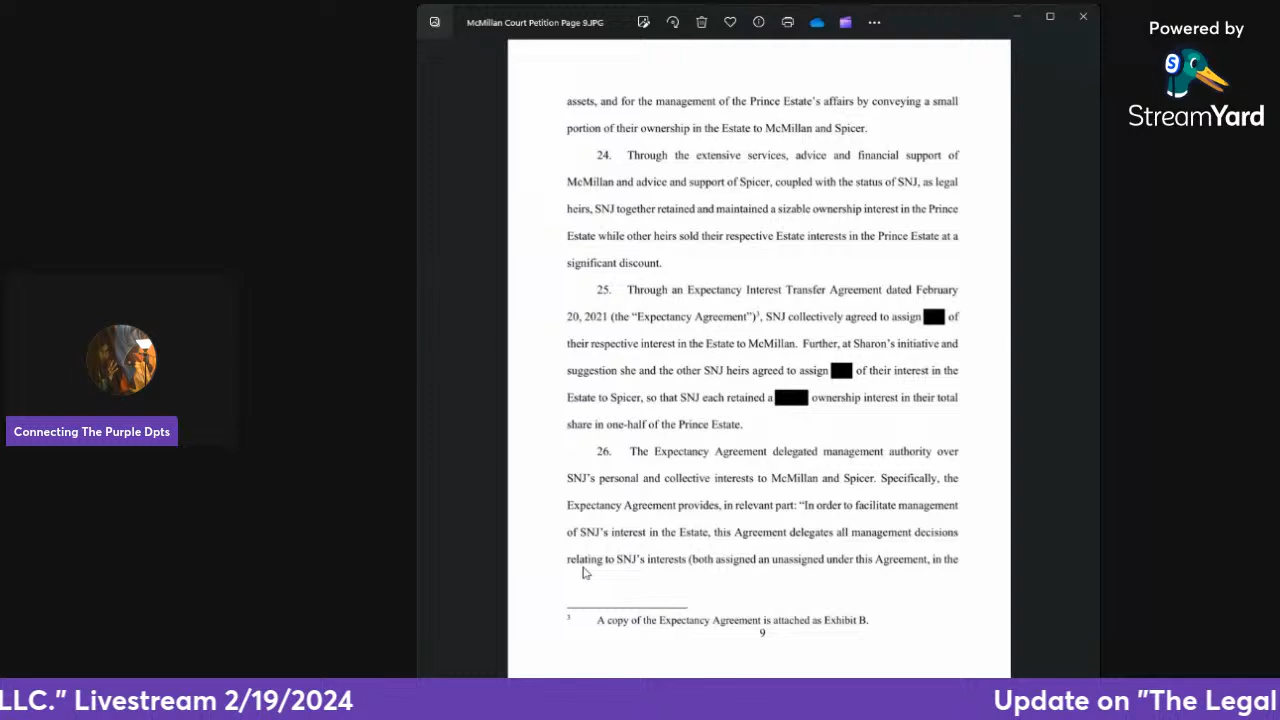 McMillan Court Petition Page 9.JPG
Powered by
S
StreamYard
assets, and for the management of the Prince Estate's affairs by conveying a small
portion of their ownership in the Estate to McMillan and Spicer.
24. Through the extensive services, advice and financial support of
McMillan and advice and support of Spicer, coupled with the status of SNJ, as legal
heirs, SNJ together retained and maintained a sizable ownership interest in the Prince
Estate while other heirs sold their respective Estate interests in the Prince Estate at a
significant discount.
25. Through an Expectancy Interest Transfer Agreement dated February
20, 2021 (the “Expectancy Agreement”)³, SNJ collectively agreed to assign of
their respective interest in the Estate to McMillan. Further, at Sharon's initiative and
suggestion she and the other SNJ heirs agreed to assign of their interest in the
Estate to Spicer, so that SNJ each retained a ownership interest in their total
share in one-half of the Prince Estate.
26. The Expectancy Agreement delegated management authority over
SNJ's personal and collective interests to McMillan and Spicer. Specifically, the
Expectancy Agreement provides, in relevant part: “In order to facilitate management
of SNJ's interest in the Estate, this Agreement delegates all management decisions
relating to SNJ's interests (both assigned an unassigned under this Agreement, in the
3 A copy of the Expectancy Agreement is attached as Exhibit B.
9
Connecting The Purple Dpts
LLC." Livestream 2/19/2024
Update on "The Legal